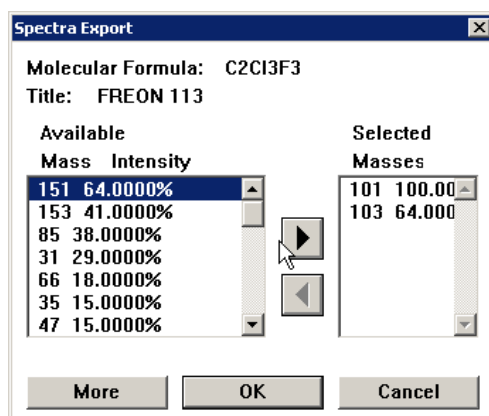 Spectra Export
Molecular Formula: C2Cl3F3
Title: FREON 113
Available
Mass Intensity
151 64.0000%
153 41.0000%
85 38.0000%
31 29.0000%
66 18.0000%
35 15.0000%
47 15.0000%
Selected
Masses
101 100.00
103 64.000
More
OK
Cancel